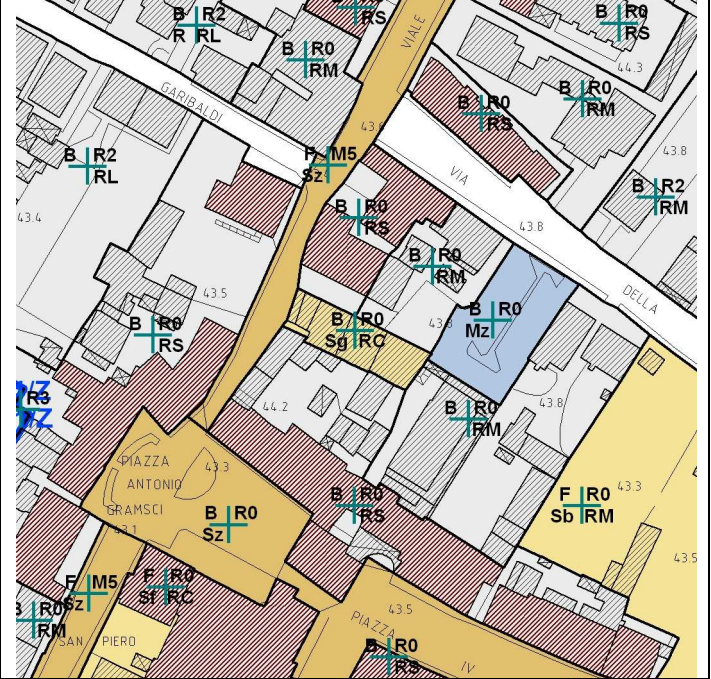 B R2
R RL
RS
B R0
RS
VIALE
B R0
RM
44.3
GARIBALDI
B R0
RS
B R0
RM
43.6
43.8
F M5
Sz
B R2
RL
VIA
B R2
RM
43.4
B R0
RS
43.8
B R0
RM
DELLA
43.5
B R0
RS
B R0
Sg RC
B R0
Mz
R3
44.2
B R0
RM
43.8
PIAZZA
ANTONIO
GRAMSCI
43.3
43.3
B R0
RS
F R0
Sb RM
B R0
Sz
43.1
43.5
F M5
Sz
F R0
Sf RC
B R0
RM
43.5
SAN PIERO
PIAZZA
IV
B R0
RS